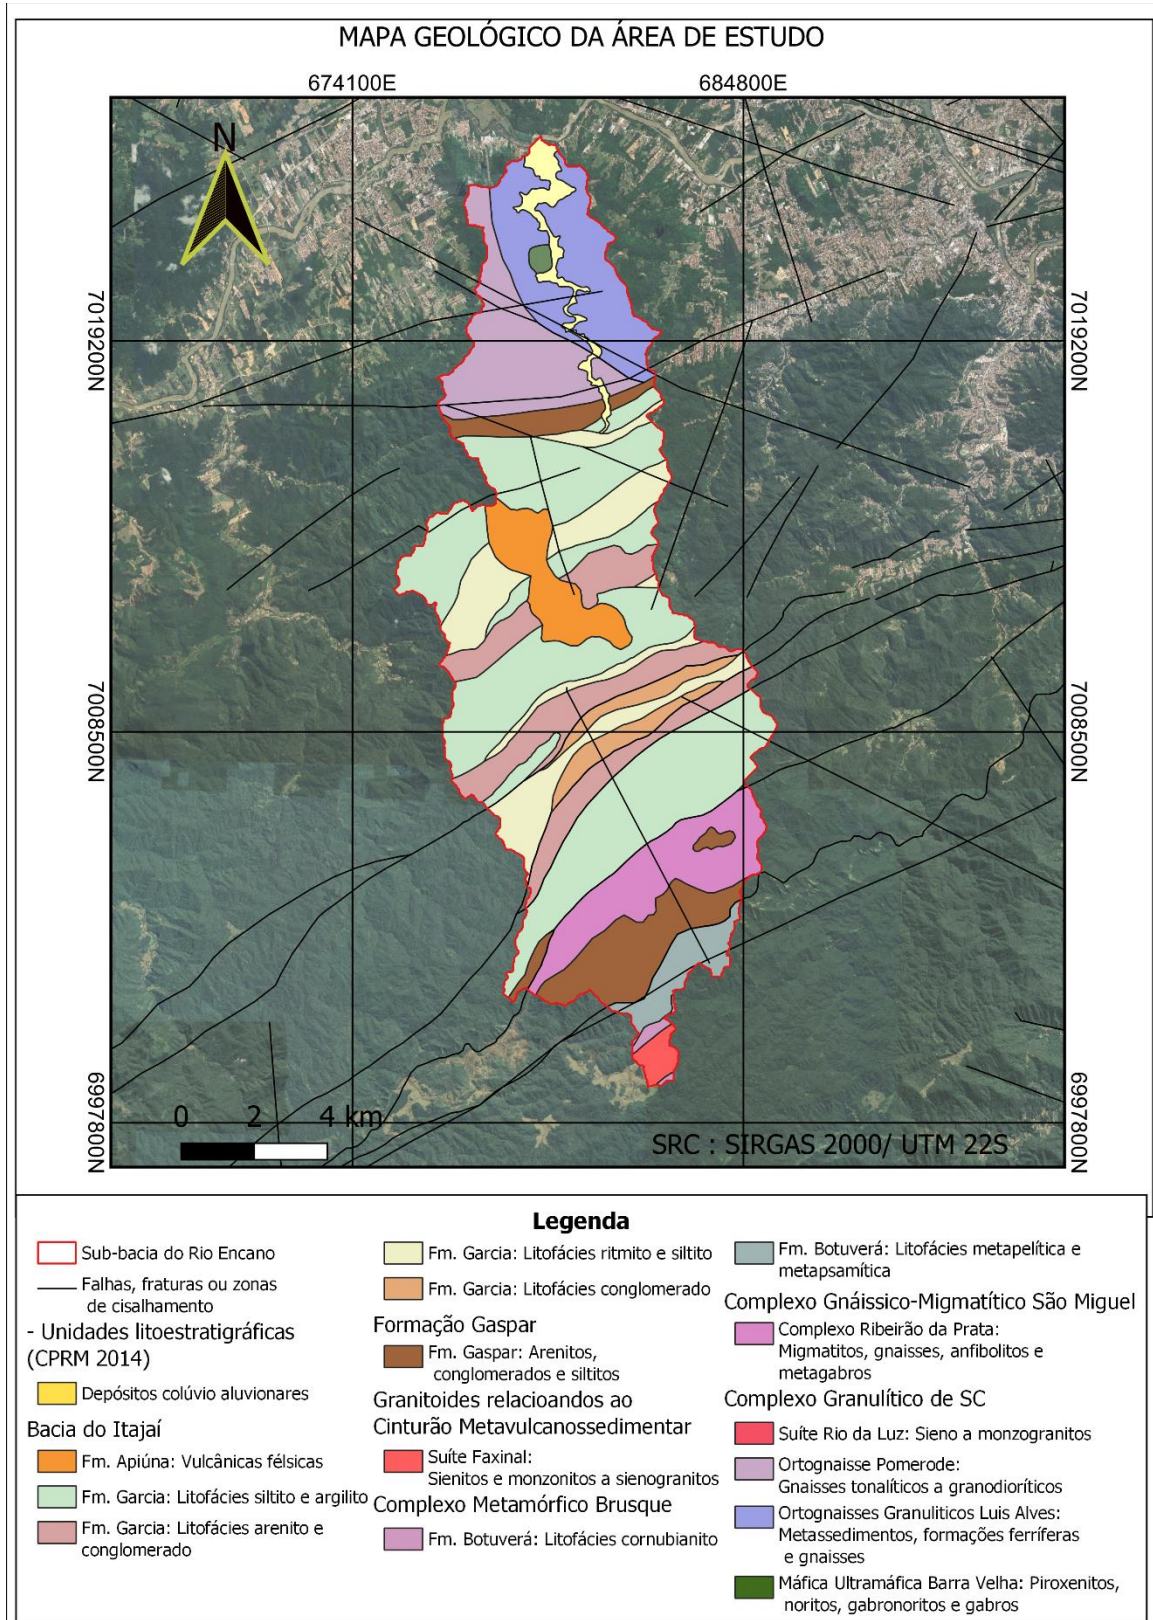 MAPA GEOLÓGICO DA ÁREA DE ESTUDO
674100E
684800E
N
7019200N
7019200N
7008500N
7008500N
6997800N
6997800N
0 2 4 km
SRC : SIRGAS 2000/ UTM 22S
Legenda
Sub-bacia do Rio Encano
Falhas, fraturas ou zonas
de cisalhamento
- Unidades litoestratigráficas
(CPRM 2014)
Depósitos colúvio aluvionares
Bacia do Itajaí
Fm. Apiúna: Vulcânicas félsicas
Fm. Garcia: Litofácies siltito e argilito
Fm. Garcia: Litofácies arenito e
conglomerado
Fm. Garcia: Litofácies ritmito e siltito
Fm. Garcia: Litofácies conglomerado
Formação Gaspar
Fm. Gaspar: Arenitos,
conglomerados e siltitos
Granitoides relacioandos ao
Cinturão Metavulcanossedimentar
Suíte Faxinal:
Sienitos e monzonitos a sienogranitos
Complexo Metamórfico Brusque
Fm. Botuverá: Litofácies cornubianito
Fm. Botuverá: Litofácies metapelítica e
metapsamítica
Complexo Gnáissico-Migmatítico São Miguel
Complexo Ribeirão da Prata:
Migmatitos, gnaisses, anfibolitos e
metagabros
Complexo Granulítico de SC
Suíte Rio da Luz: Sieno a monzogranitos
Ortognaisse Pomerode:
Gnaisses tonalíticos a granodioríticos
Ortognaisses Granuliticos Luis Alves:
Metassedimentos, formações ferríferas
e gnaisses
Máfica Ultramáfica Barra Velha: Piroxenitos,
noritos, gabronoritos e gabros